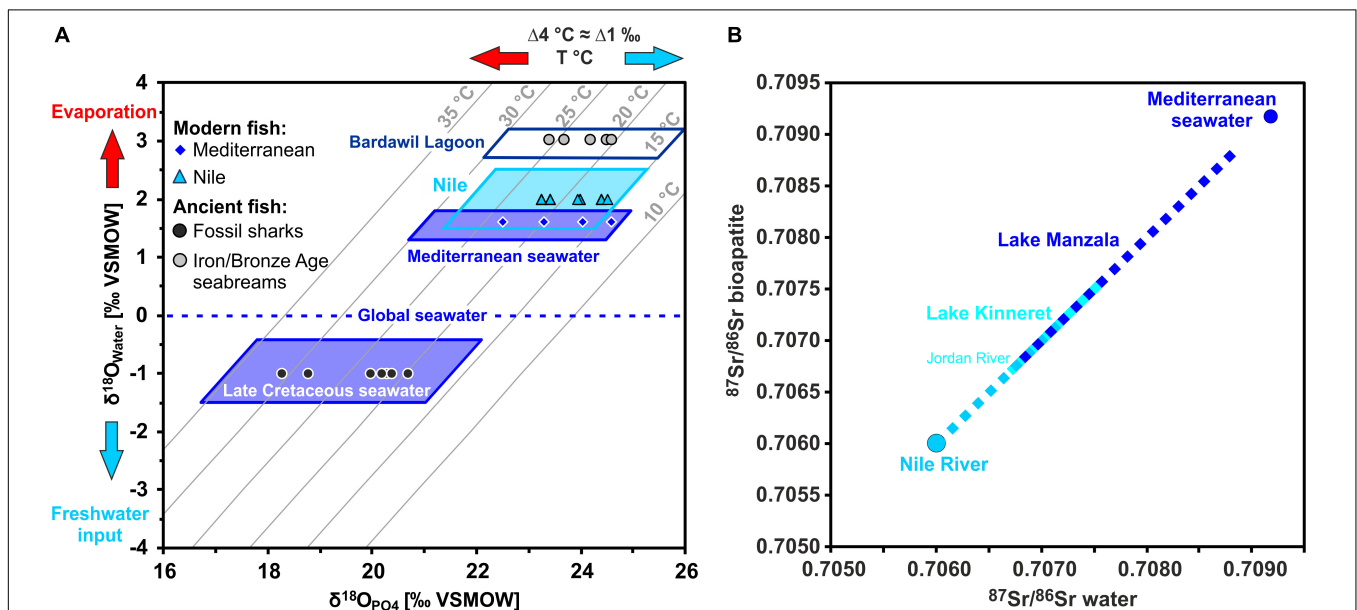 A
Δ4 °C ≈ Δ1 ‰
T °C
Evaporation
Freshwater
input
δ18OWater [‰ VSMOW]
4
3
2
1
0
-1
-2
-3
-4
35 °C
30 °C
25 °C
20 °C
15 °C
10 °C
Modern fish:
Mediterranean
Nile
Ancient fish:
Fossil sharks
Iron/Bronze Age
seabreams
Bardawil Lagoon
Nile
Mediterranean seawater
Global seawater
Late Cretaceous seawater
16
18
20
22
24
26
δ18OPO4 [‰ VSMOW]
B
87Sr/86Sr bioapatite
0.7095
0.7090
0.7085
0.7080
0.7075
0.7070
0.7065
0.7060
0.7055
0.7050
Mediterranean
seawater
Lake Manzala
Lake Kinneret
Jordan River
Nile River
0.7050
0.7060
0.7070
0.7080
0.7090
87Sr/86Sr water